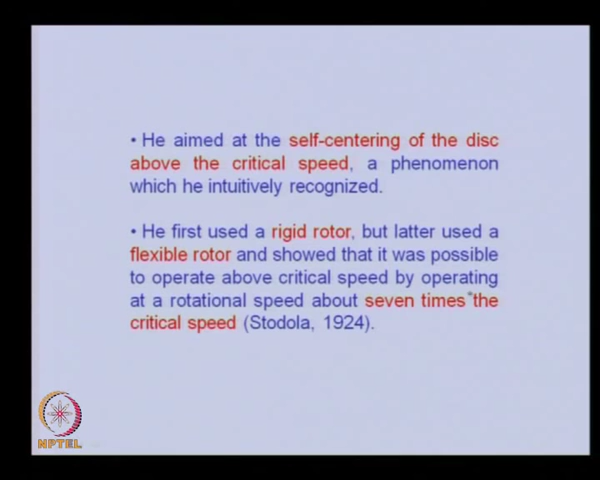 • He aimed at the self-centering of the disc
above the critical speed, a phenomenon
which he intuitively recognized.
• He first used a rigid rotor, but latter used a
flexible rotor and showed that it was possible
to operate above critical speed by operating
at a rotational speed about seven times the
critical speed (Stodola, 1924).
NPTEL